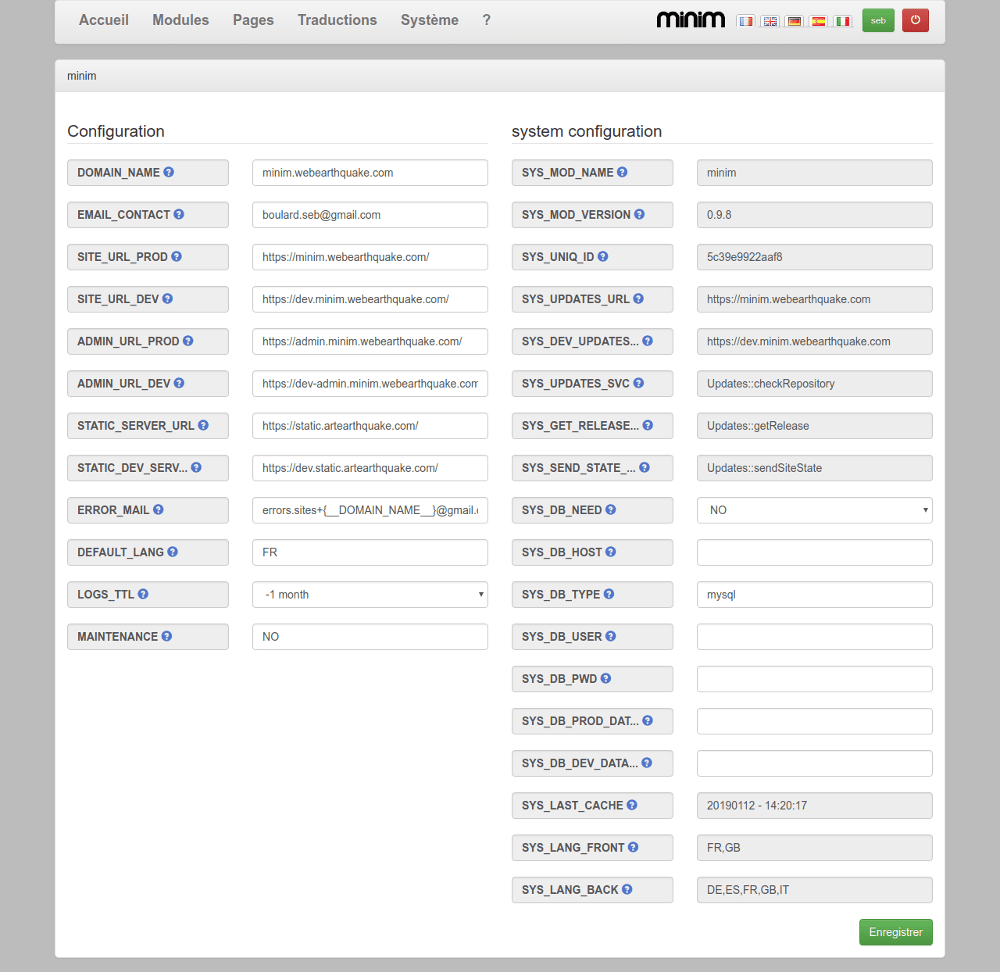 Accueil Modules Pages Traductions Système ? minim seb
minim
Configuration
DOMAIN_NAME ? minim.webearthquake.com
EMAIL_CONTACT ? boulard.seb@gmail.com
SITE_URL_PROD ? https://minim.webearthquake.com/
SITE_URL_DEV ? https://dev.minim.webearthquake.com/
ADMIN_URL_PROD ? https://admin.minim.webearthquake.com/
ADMIN_URL_DEV ? https://dev-admin.minim.webearthquake.com
STATIC_SERVER_URL ? https://static.artearthquake.com/
STATIC_DEV_SERV... ? https://dev.static.artearthquake.com/
ERROR_MAIL ? errors.sites+{__DOMAIN_NAME__}@gmail.c
DEFAULT_LANG ? FR
LOGS_TTL ? -1 month
MAINTENANCE ? NO
system configuration
SYS_MOD_NAME ? minim
SYS_MOD_VERSION ? 0.9.8
SYS_UNIQ_ID ? 5c39e9922aaf8
SYS_UPDATES_URL ? https://minim.webearthquake.com
SYS_DEV_UPDATES... ? https://dev.minim.webearthquake.com
SYS_UPDATES_SVC ? Updates::checkRepository
SYS_GET_RELEASE... ? Updates::getRelease
SYS_SEND_STATE_... ? Updates::sendSiteState
SYS_DB_NEED ? NO
SYS_DB_HOST ?
SYS_DB_TYPE ? mysql
SYS_DB_USER ?
SYS_DB_PWD ?
SYS_DB_PROD_DAT... ?
SYS_DB_DEV_DATA... ?
SYS_LAST_CACHE ? 20190112 - 14:20:17
SYS_LANG_FRONT ? FR,GB
SYS_LANG_BACK ? DE,ES,FR,GB,IT
Enregistrer